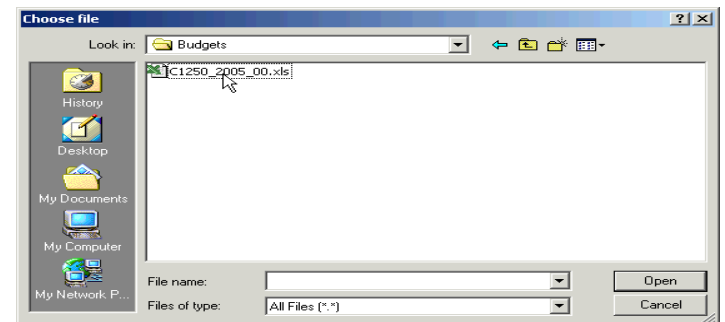 Choose file
Look in: Budgets
C1250_2005_00.xls
History
Desktop
My Documents
My Computer
My Network P...
File name:
Open
Files of type: All Files (*.*)
Cancel